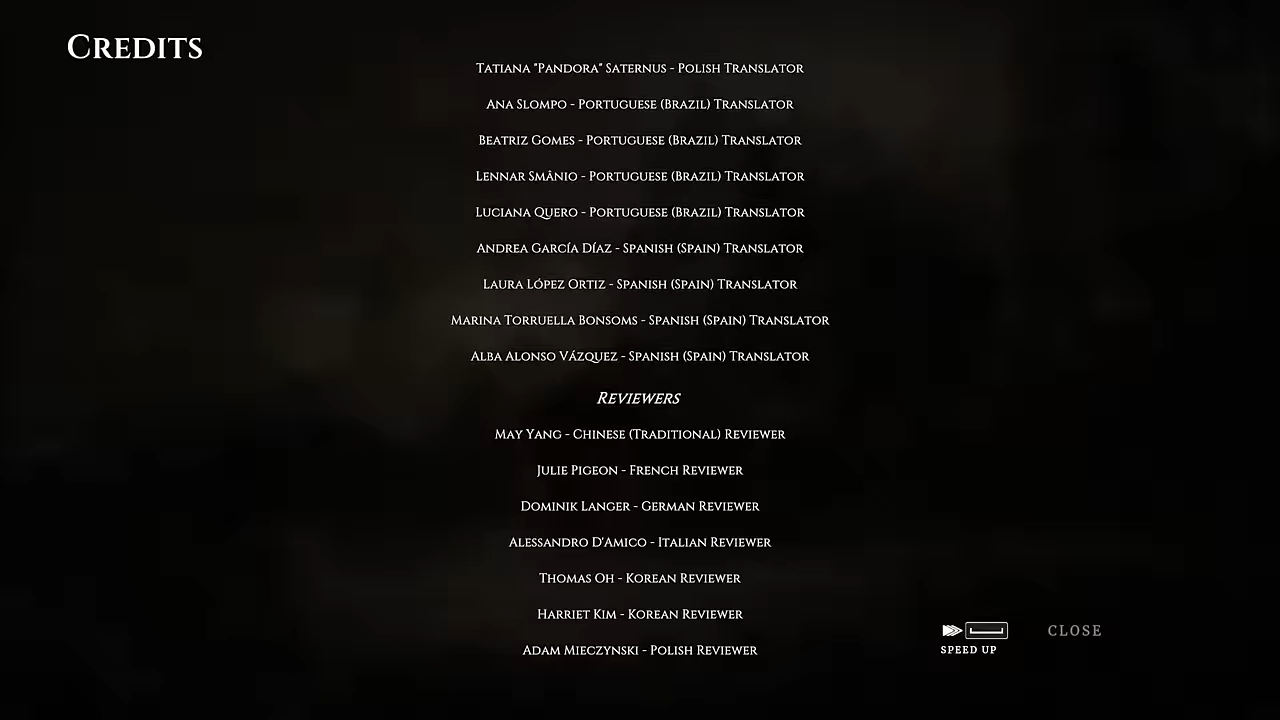 Credits
Tatiana "Pandora" Saternus - Polish Translator
Ana Slompo - Portuguese (Brazil) Translator
Beatriz Gomes - Portuguese (Brazil) Translator
Lennar Smânio - Portuguese (Brazil) Translator
Luciana Quero - Portuguese (Brazil) Translator
Andrea García Díaz - Spanish (Spain) Translator
Laura López Ortiz - Spanish (Spain) Translator
Marina Torruella Bonsoms - Spanish (Spain) Translator
Alba Alonso Vázquez - Spanish (Spain) Translator
Reviewers
May Yang - Chinese (Traditional) Reviewer
Julie Pigeon - French Reviewer
Dominik Langer - German Reviewer
Alessandro D'Amico - Italian Reviewer
Thomas Oh - Korean Reviewer
Harriet Kim - Korean Reviewer
Adam Mieczynski - Polish Reviewer
SPEED UP
CLOSE